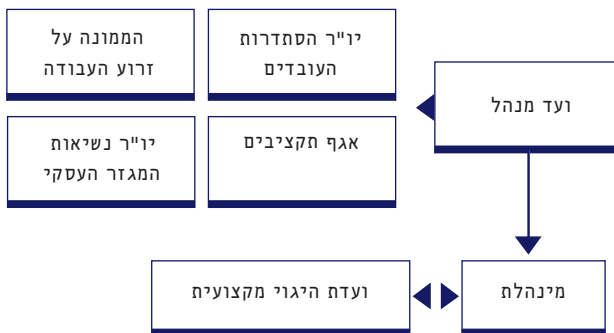 יו"ר הסתדרות
העובדים
הממונה על
זרוע העבודה
ועד מנהל
אגף תקציבים
יו"ר נשיאות
המגזר העסקי
מינהלת
ועדת היגוי מקצועית